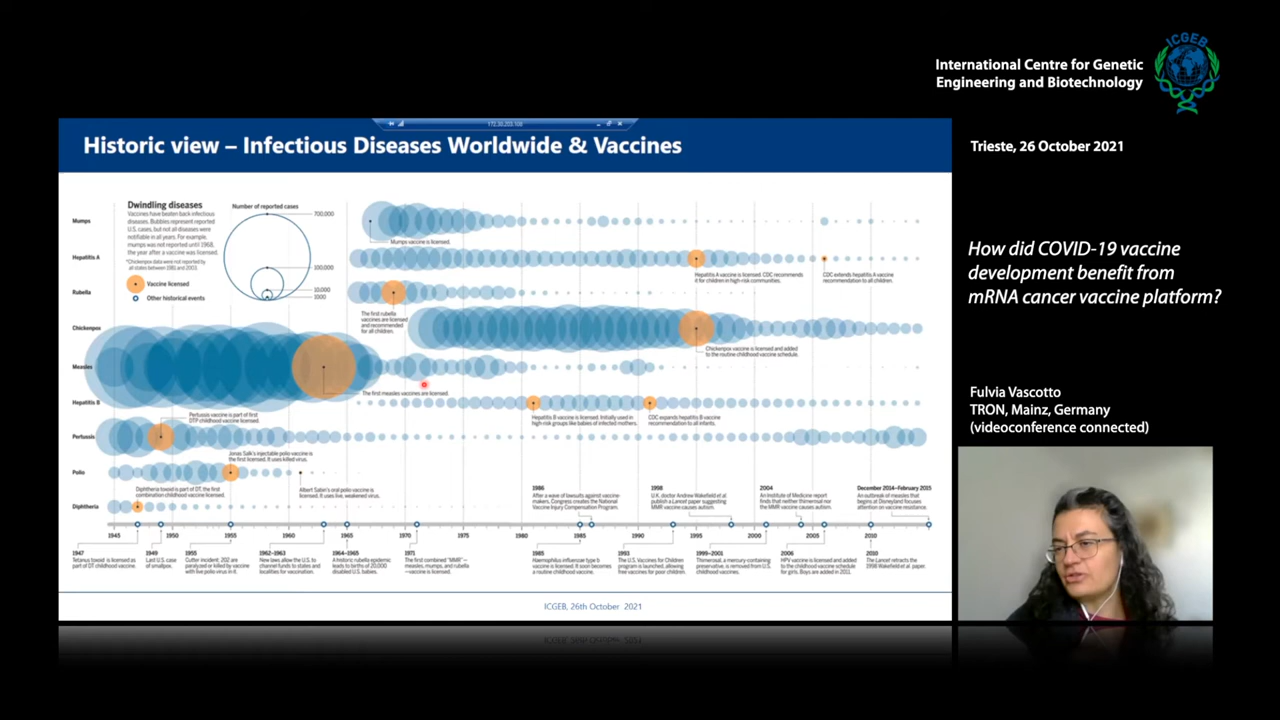 ICGEB
International Centre for Genetic
Engineering and Biotechnology
Trieste, 26 October 2021
How did COVID-19 vaccine
development benefit from
mRNA cancer vaccine platform?
Fulvia Vascotto
TRON, Mainz, Germany
(videoconference connected)
172.30.203.100
Historic view – Infectious Diseases Worldwide & Vaccines
Dwindling diseases
Vaccines have beaten back infectious
diseases. Bubbles represent reported
U.S. cases, but not all diseases were
notifiable in all years. For example,
mumps was not reported until 1968,
the year after a vaccine was licensed.
*Chickenpox data were not reported by
all states between 1981 and 2003.
Vaccine licensed
Other historical events
Number of reported cases
700,000
100,000
10,000
1000
Mumps
Mumps vaccine is licensed.
Hepatitis A
Hepatitis A vaccine is licensed. CDC recommends
it for children in high-risk communities.
CDC extends hepatitis A vaccine
recommendation to all children.
Rubella
The first rubella
vaccines are licensed
and recommended
for all children.
Chickenpox
Chickenpox vaccine is licensed and added
to the routine childhood vaccine schedule.
Measles
The first measles vaccines are licensed.
Hepatitis B
Hepatitis B vaccine is licensed. Initially used in
high-risk groups like babies of infected mothers.
CDC expands hepatitis B vaccine
recommendation to all infants.
Pertussis
Pertussis vaccine is part of first
DTP childhood vaccine licensed.
Polio
Jonas Salk's injectable polio vaccine is
the first licensed. It uses killed virus.
Albert Sabin's oral polio vaccine is
licensed. It uses live, weakened virus.
Diphtheria
Diphtheria toxoid is part of DT, the first
combination childhood vaccine licensed.
1986
After a wave of lawsuits against vaccine
makers, Congress creates the National
Vaccine Injury Compensation Program.
1998
U.K. doctor Andrew Wakefield et al.
publish a Lancet paper suggesting
MMR vaccine causes autism.
2004
An Institute of Medicine report
finds that neither thimerosal nor
the MMR vaccine causes autism.
December 2014–February 2015
An outbreak of measles that
begins at Disneyland focuses
attention on vaccine resistance.
1945 1950 1955 1960 1965 1970 1975 1980 1985 1990 1995 2000 2005 2010
1947
Tetanus toxoid is licensed as
part of DT childhood vaccine.
1949
Last U.S. case
of smallpox.
1955
Cutter incident: 202 are
paralyzed or killed by vaccine
with live polio virus in it.
1962–1963
New laws allow the U.S. to
channel funds to states and
localities for vaccination.
1964–1965
A historic rubella epidemic
leads to births of 20,000
disabled U.S. babies.
1971
The first combined "MMR"–
measles, mumps, and rubella
–vaccine is licensed.
1985
Haemophilus influenzae type b
vaccine is licensed. It soon becomes
a routine childhood vaccine.
1993
The U.S. Vaccines for Children
program is launched, allowing
free vaccines for poor children.
1999–2001
Thimerosal, a mercury-containing
preservative, is removed from U.S.
childhood vaccines.
2006
HPV vaccine is licensed and added
to the childhood vaccine schedule
for girls. Boys are added in 2011.
2010
The Lancet retracts the
1998 Wakefield et al. paper.
ICGEB, 26th October 2021